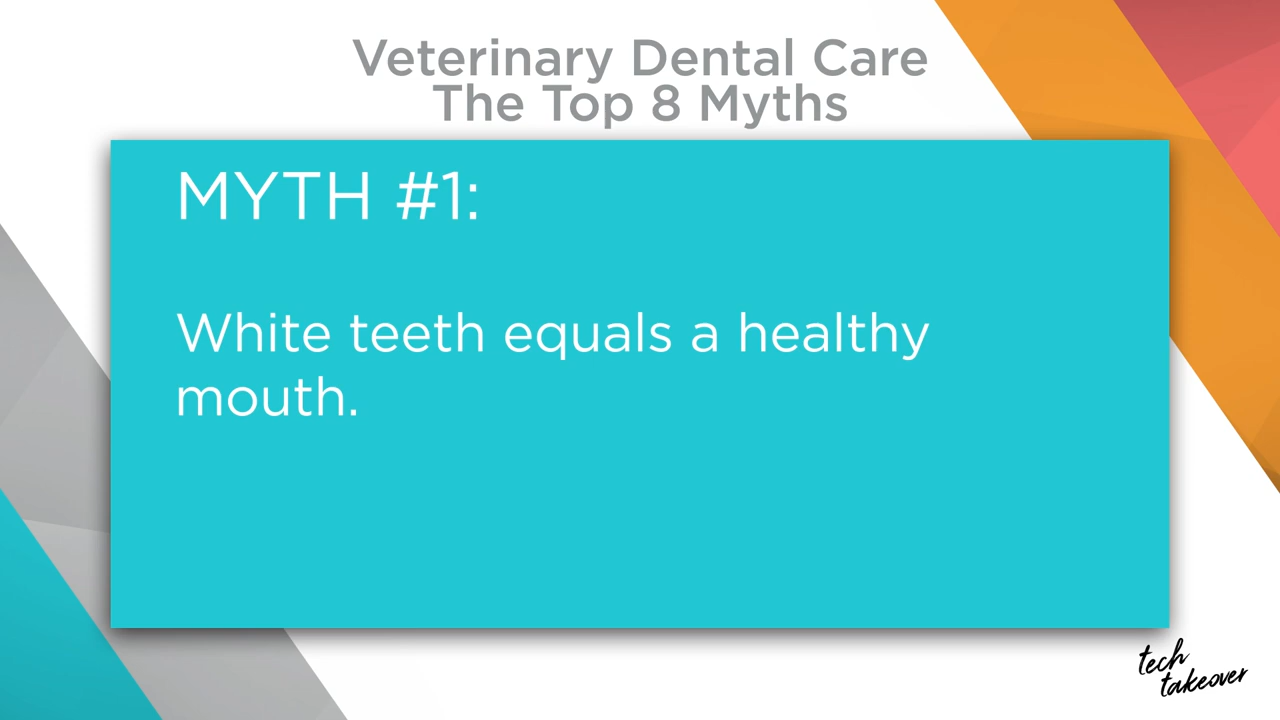 Veterinary Dental Care
The Top 8 Myths
MYTH #1:
White teeth equals a healthy
mouth.
tech
takeover